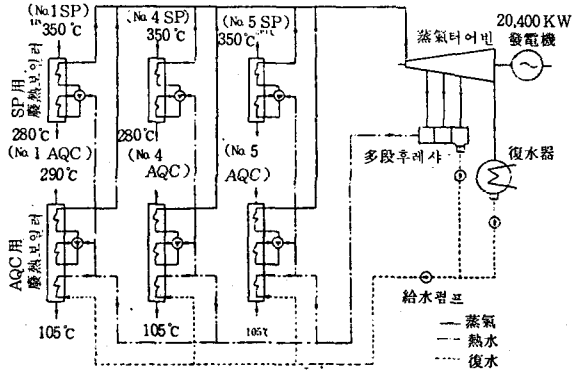 (No.1 SP)
350℃
(No.4 SP)
350℃
(No.5 SP)
350℃
20,400 KW
發電機
蒸氣터어빈
SP用
廢熱보일러
280℃
280℃
(No.1 AQC)
290℃
(No.4
AQC)
(No.5
AQC)
多段후레샤
復水器
AQC用
廢熱보일러
105℃
105℃
105℃
給水펌프
蒸氣
熱水
復水